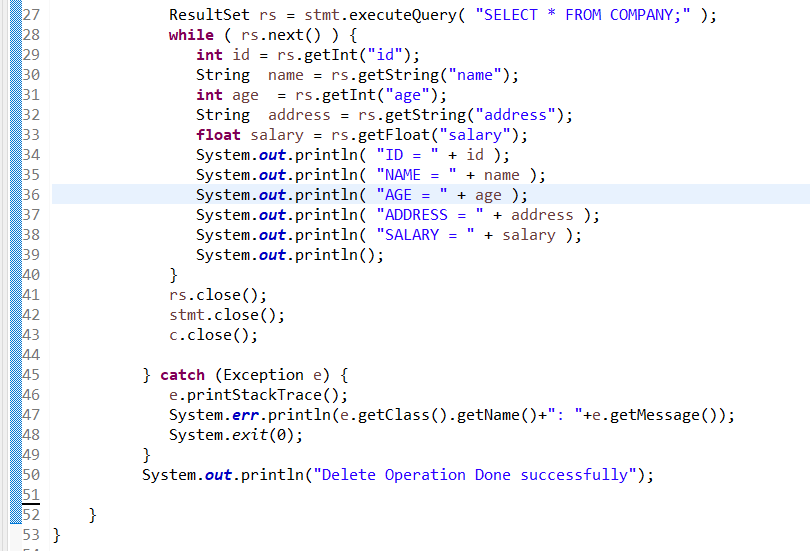 27 ResultSet rs = stmt.executeQuery( "SELECT * FROM COMPANY;" );
28 while ( rs.next() ) {
29 int id = rs.getInt("id");
30 String  name = rs.getString("name");
31 int age  = rs.getInt("age");
32 String  address = rs.getString("address");
33 float salary = rs.getFloat("salary");
34 System.out.println( "ID = " + id );
35 System.out.println( "NAME = " + name );
36 System.out.println( "AGE = " + age );
37 System.out.println( "ADDRESS = " + address );
38 System.out.println( "SALARY = " + salary );
39 System.out.println();
40 }
41 rs.close();
42 stmt.close();
43 c.close();
44
45 } catch (Exception e) {
46 e.printStackTrace();
47 System.err.println(e.getClass().getName()+": "+e.getMessage());
48 System.exit(0);
49 }
50 System.out.println("Delete Operation Done successfully");
51
52 }
53 }